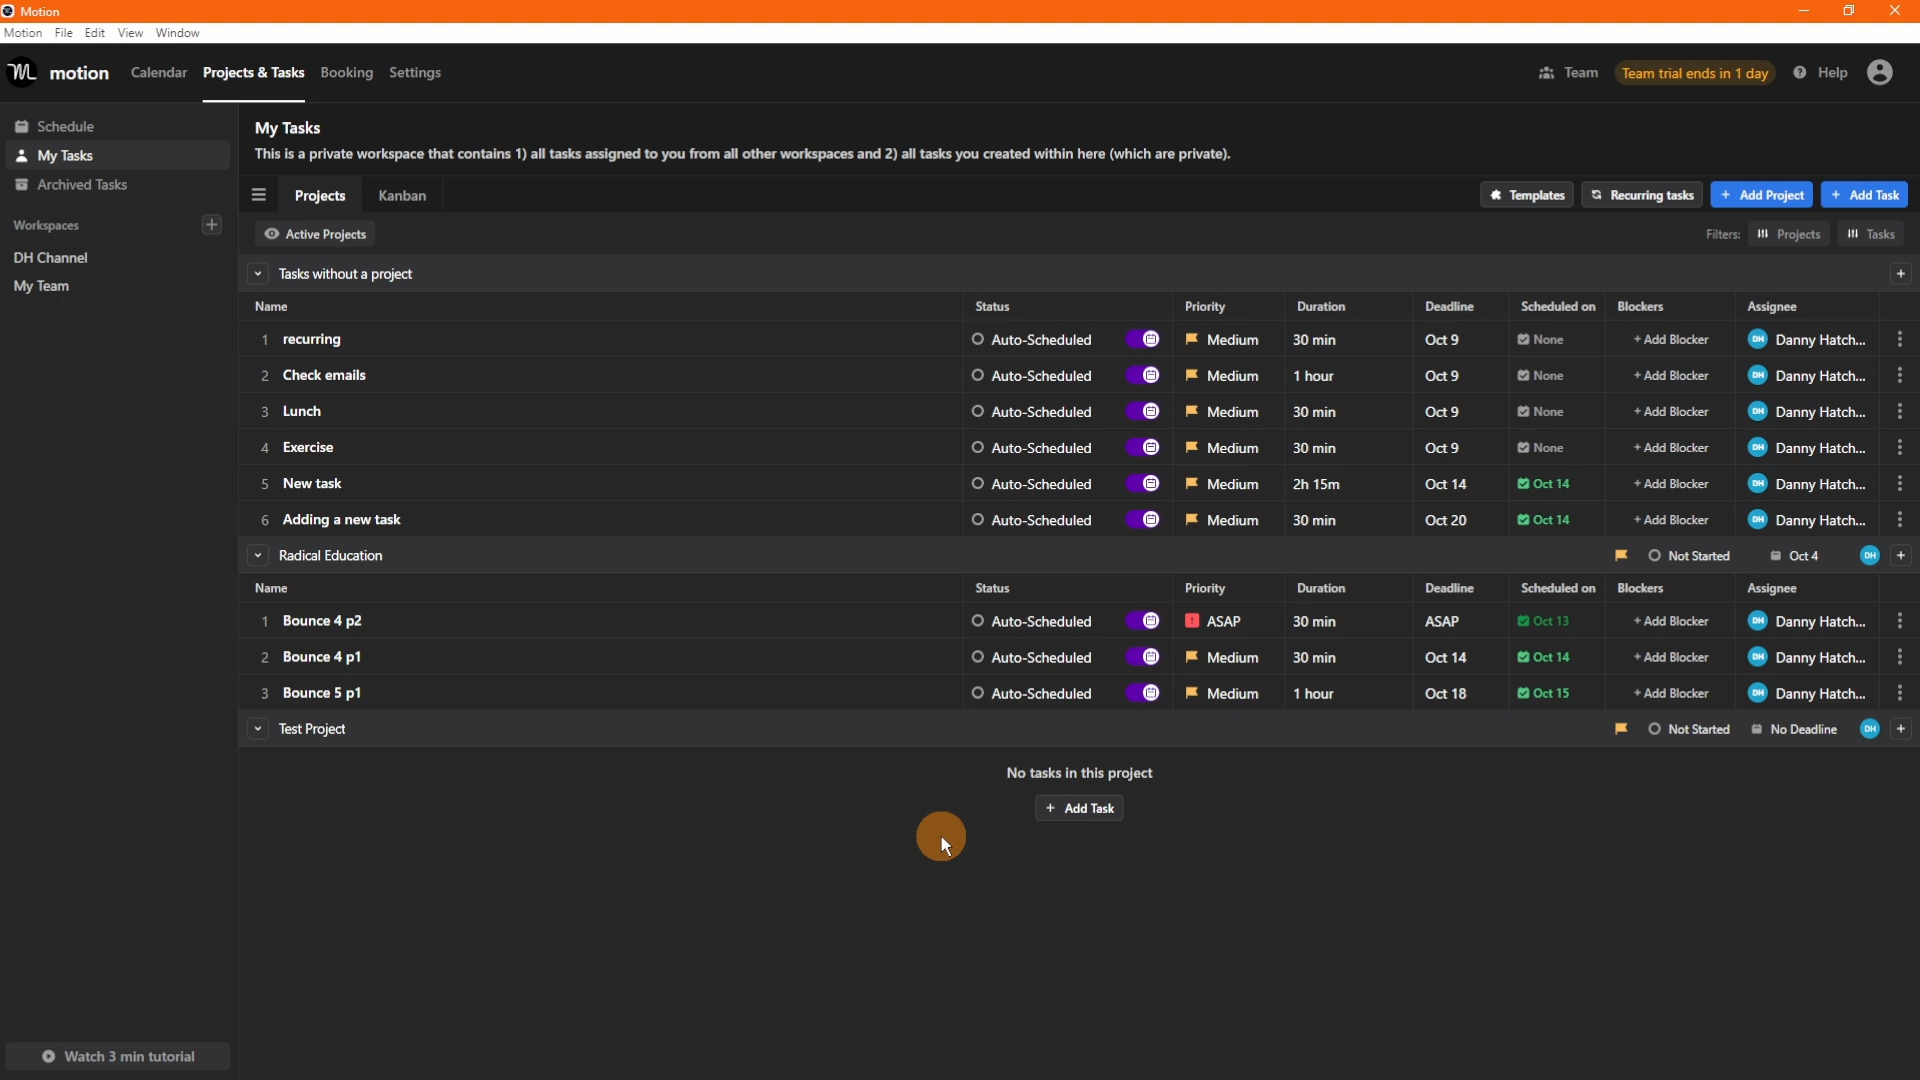 Motion
Motion File Edit View Window
motion Calendar Projects & Tasks Booking Settings Team Team trial ends in 1 day Help
Schedule
My Tasks
Archived Tasks
Workspaces
DH Channel
My Team
Watch 3 min tutorial
My Tasks
This is a private workspace that contains 1) all tasks assigned to you from all other workspaces and 2) all tasks you created within here (which are private).
Projects Kanban Templates Recurring tasks + Add Project + Add Task
Active Projects Filters: Projects Tasks
Tasks without a project +
Name Status Priority Duration Deadline Scheduled on Blockers Assignee
1 recurring Auto-Scheduled Medium 30 min Oct 9 None + Add Blocker DH Danny Hatch...
2 Check emails Auto-Scheduled Medium 1 hour Oct 9 None + Add Blocker DH Danny Hatch...
3 Lunch Auto-Scheduled Medium 30 min Oct 9 None + Add Blocker DH Danny Hatch...
4 Exercise Auto-Scheduled Medium 30 min Oct 9 None + Add Blocker DH Danny Hatch...
5 New task Auto-Scheduled Medium 2h 15m Oct 14 Oct 14 + Add Blocker DH Danny Hatch...
6 Adding a new task Auto-Scheduled Medium 30 min Oct 20 Oct 14 + Add Blocker DH Danny Hatch...
Radical Education Not Started Oct 4 DH +
Name Status Priority Duration Deadline Scheduled on Blockers Assignee
1 Bounce 4 p2 Auto-Scheduled ! ASAP 30 min ASAP Oct 13 + Add Blocker DH Danny Hatch...
2 Bounce 4 p1 Auto-Scheduled Medium 30 min Oct 14 Oct 14 + Add Blocker DH Danny Hatch...
3 Bounce 5 p1 Auto-Scheduled Medium 1 hour Oct 18 Oct 15 + Add Blocker DH Danny Hatch...
Test Project Not Started No Deadline DH +
No tasks in this project
+ Add Task